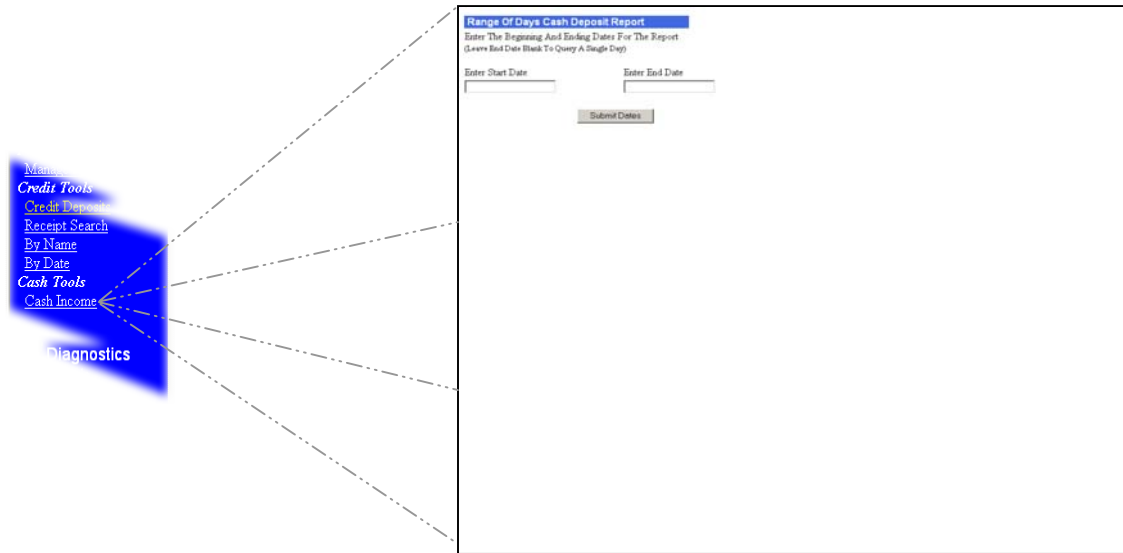 Credit Tools
Credit Deposits
Receipt Search
By Name
By Date
Cash Tools
Cash Income
Diagnostics
Range Of Days Cash Deposit Report
Enter The Beginning And Ending Dates For The Report
(Leave End Date Blank To Query A Single Day)
Enter Start Date
Enter End Date
Submit Dates